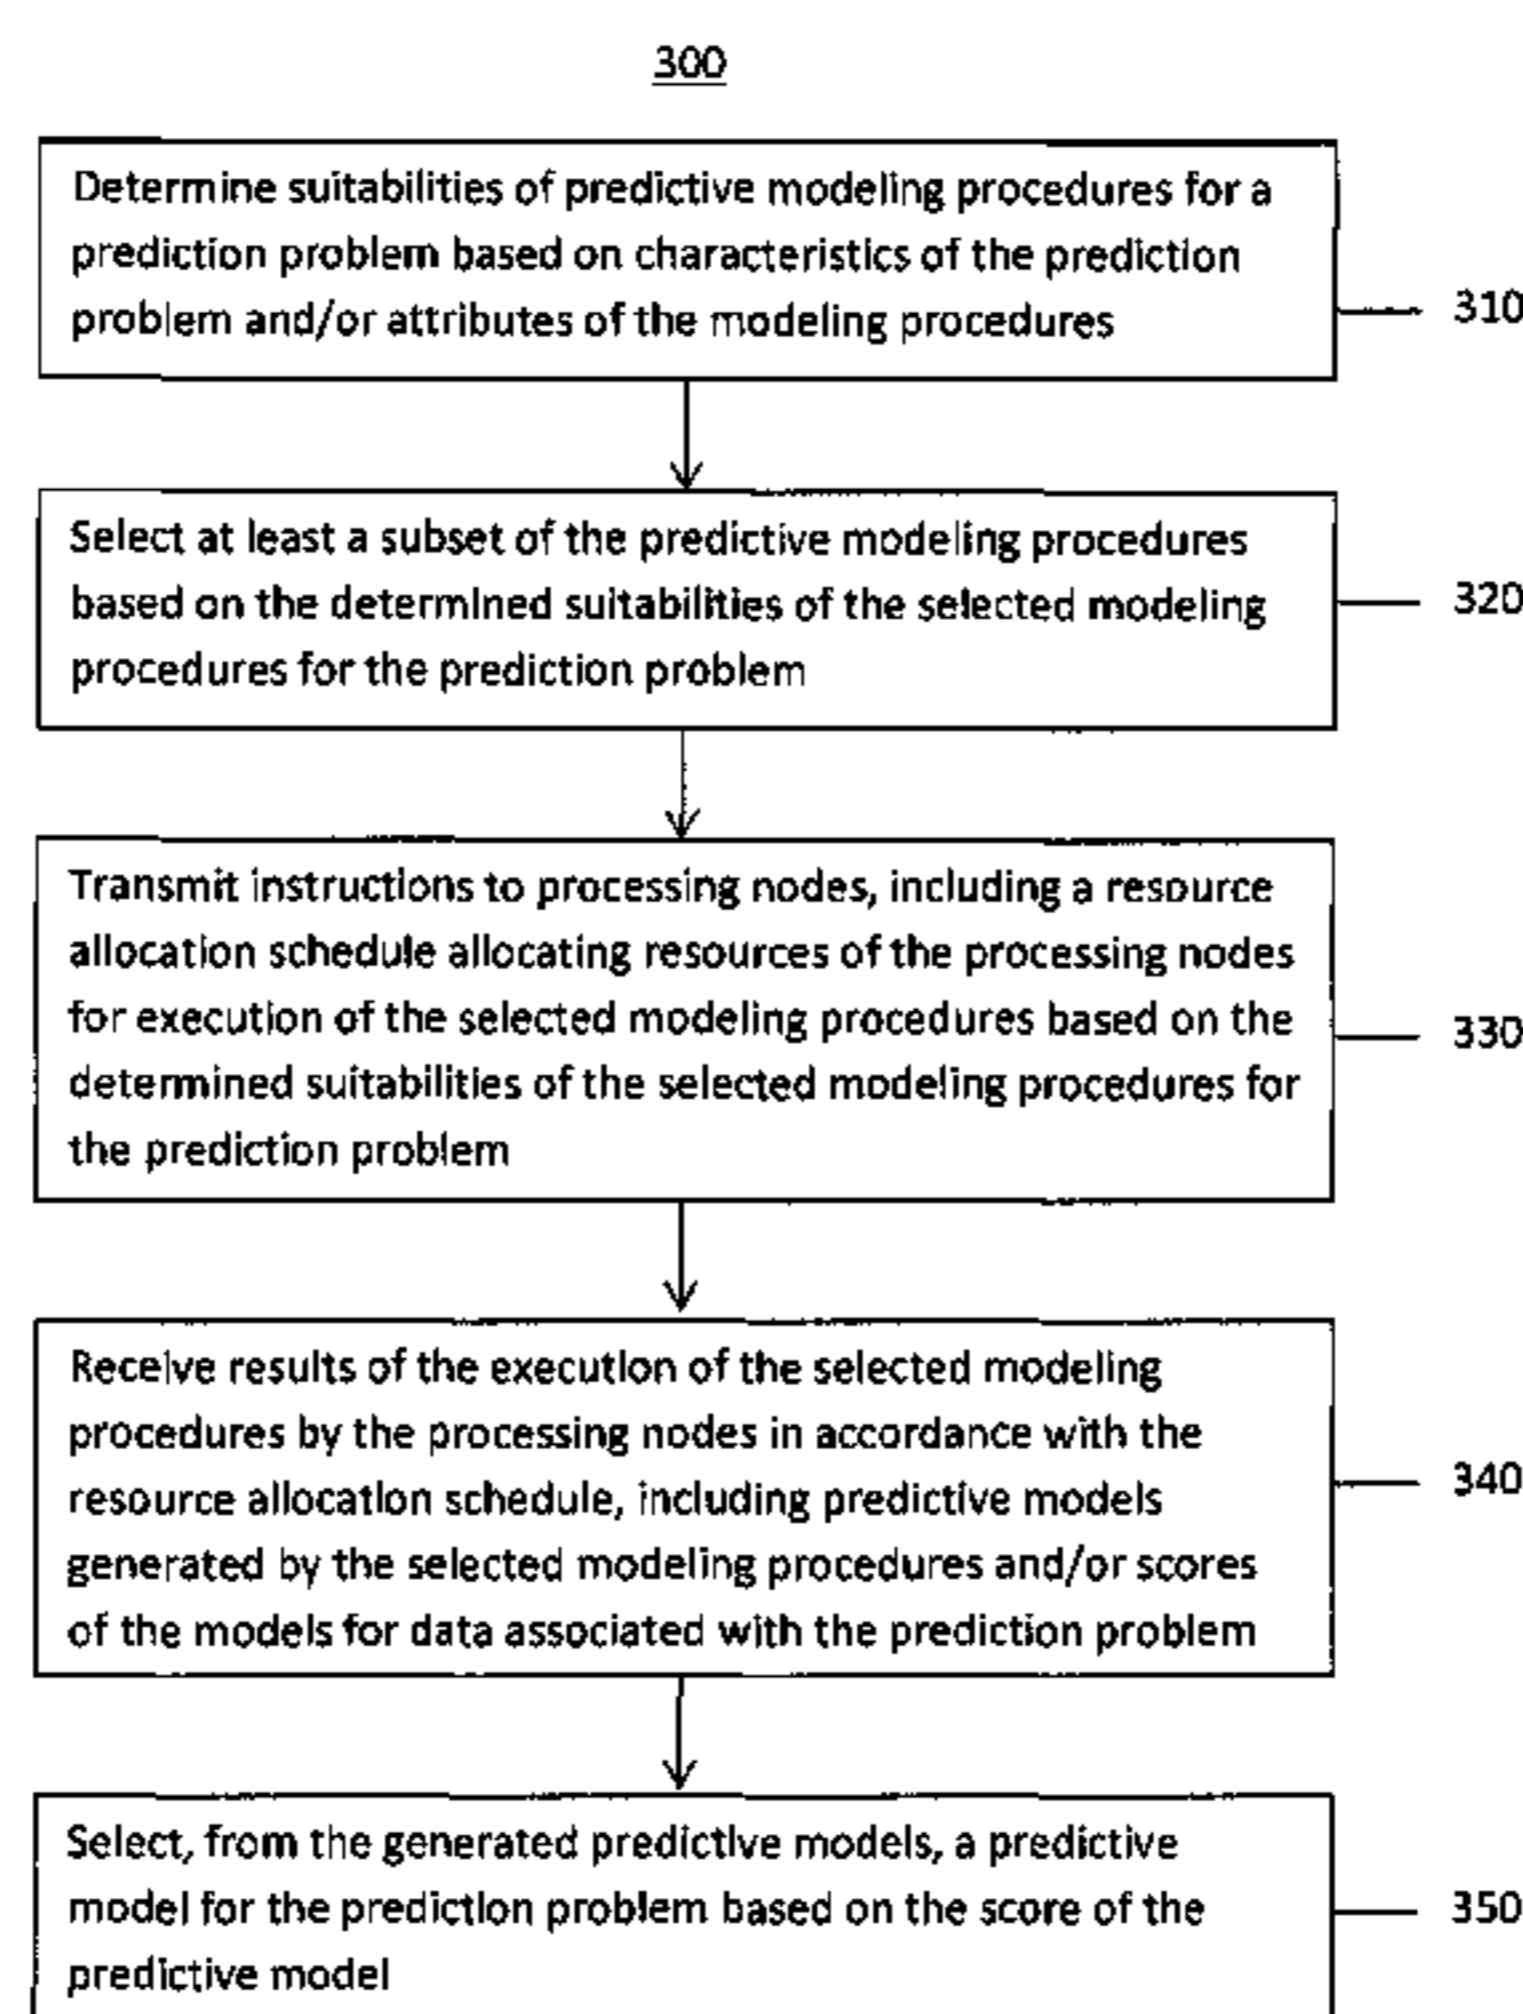 300
Determine suitabilities of predictive modeling procedures for a
prediction problem based on characteristics of the prediction
problem and/or attributes of the modeling procedures
310
Select at least a subset of the predictive modeling procedures
based on the determined suitabilities of the selected modeling
procedures for the prediction problem
320
Transmit instructions to processing nodes, including a resource
allocation schedule allocating resources of the processing nodes
for execution of the selected modeling procedures based on the
determined suitabilities of the selected modeling procedures for
the prediction problem
330
Receive results of the execution of the selected modeling
procedures by the processing nodes in accordance with the
resource allocation schedule, including predictive models
generated by the selected modeling procedures and/or scores
of the models for data associated with the prediction problem
340
Select, from the generated predictive models, a predictive
model for the prediction problem based on the score of the
predictive model
350